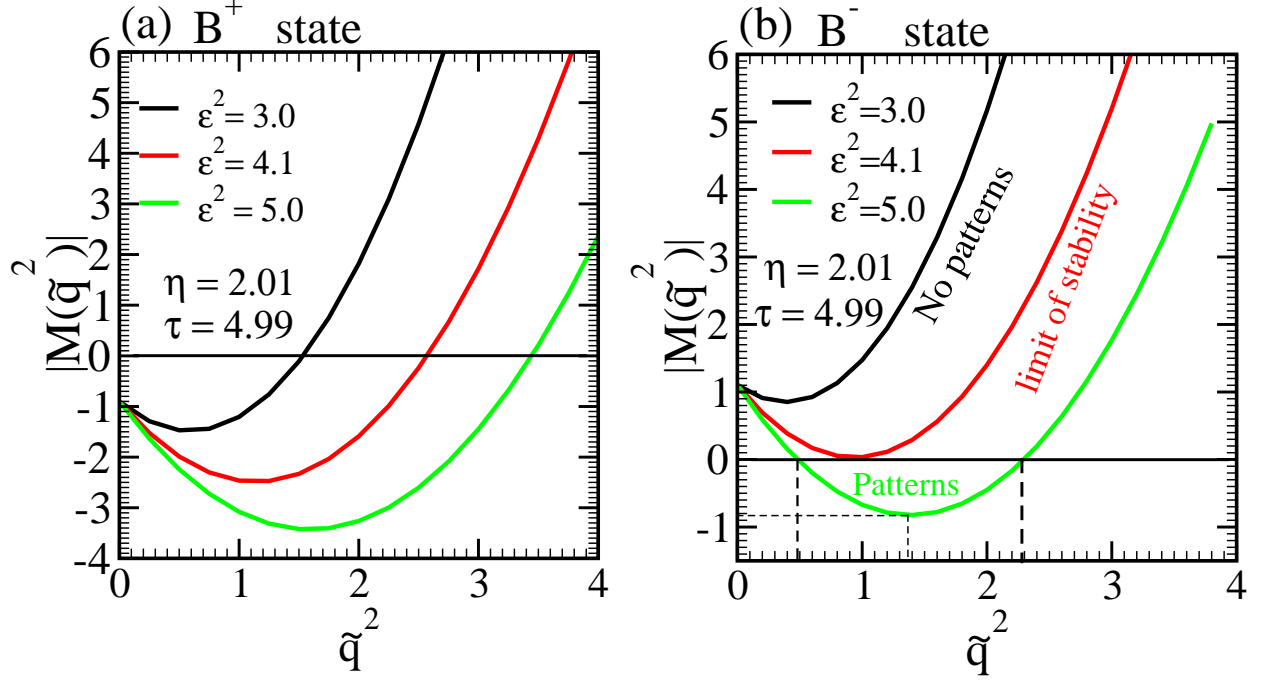 (a) B⁺ state
6
5
4
3
2
1
0
-1
-2
-3
-4
|M(q̃²)|
ε²= 3.0
ε²= 4.1
ε² = 5.0
η = 2.01
τ = 4.99
0 1 2 3 4
q̃²
(b) B⁻ state
6
5
4
3
2
1
0
-1
|M(q̃²)|
ε²=3.0
ε²=4.1
ε²=5.0
η = 2.01
τ = 4.99
No patterns
limit of stability
Patterns
0 1 2 3 4
q̃²